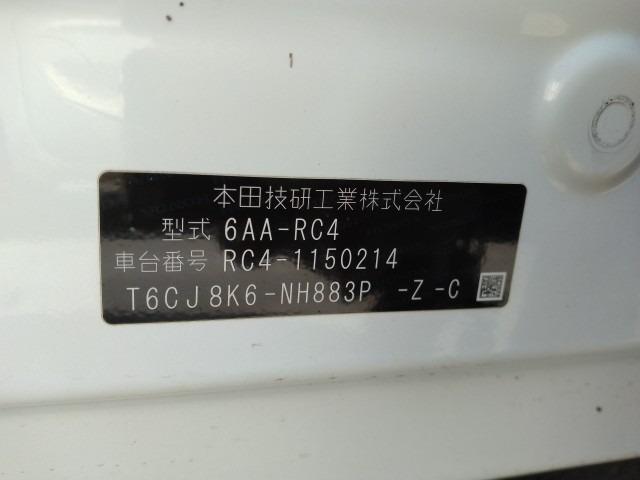 本田技研工業株式会社
型式 6AA-RC4
車台番号 RC4-1150214
T6CJ8K6-NH883P -Z-C